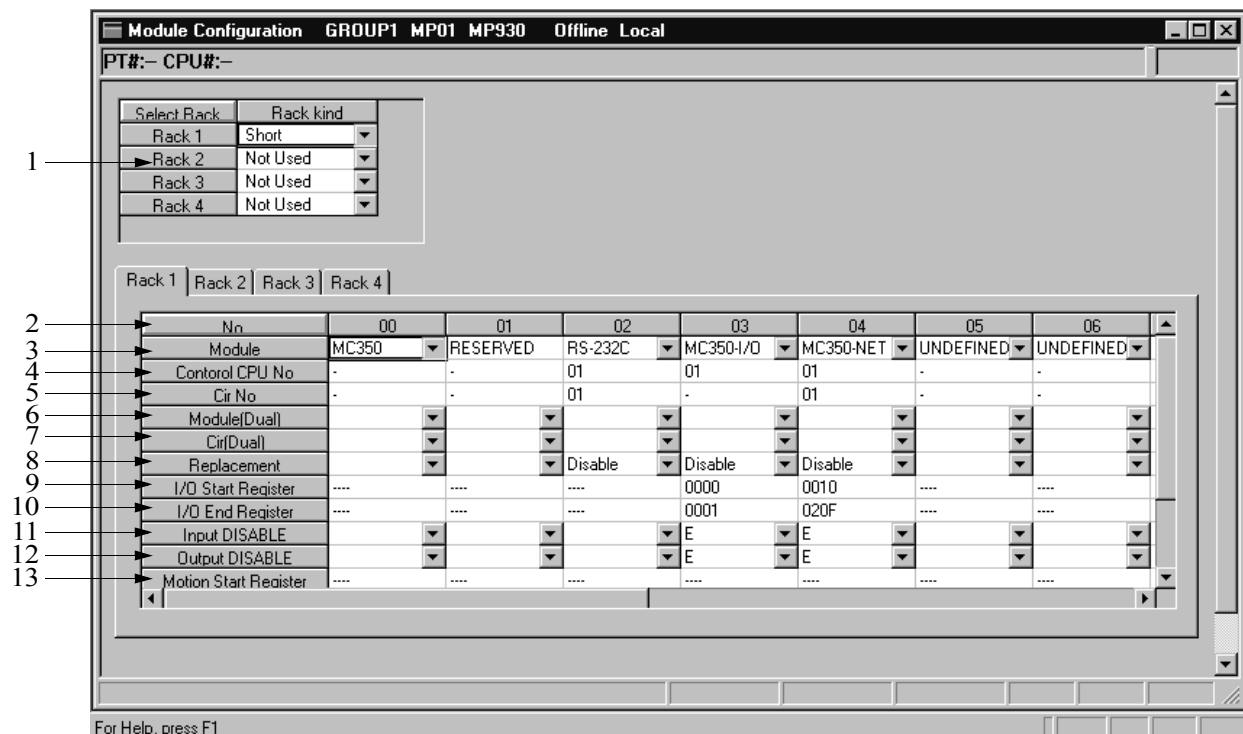 Module Configuration GROUP1 MP01 MP930 Offline Local
PT#:– CPU#:–
Select Rack Rack kind
Rack 1 Short
1 Rack 2 Not Used
Rack 3 Not Used
Rack 4 Not Used
Rack 1 Rack 2 Rack 3 Rack 4
2 No 00 01 02 03 04 05 06
3 Module MC350 RESERVED RS-232C MC350-I/O MC350-NET UNDEFINED UNDEFINED
4 Contorol CPU No - - 01 01 01 - -
5 Cir No - - 01 - 01 - -
6 Module(Dual)
7 Cir(Dual)
8 Replacement Disable Disable Disable
9 I/O Start Register ---- ---- ---- 0000 0010 ---- ----
10 I/O End Register ---- ---- ---- 0001 020F ---- ----
11 Input DISABLE E E
12 Output DISABLE E E
13 Motion Start Register ---- ---- ---- ---- ---- ---- ----
For Help, press F1